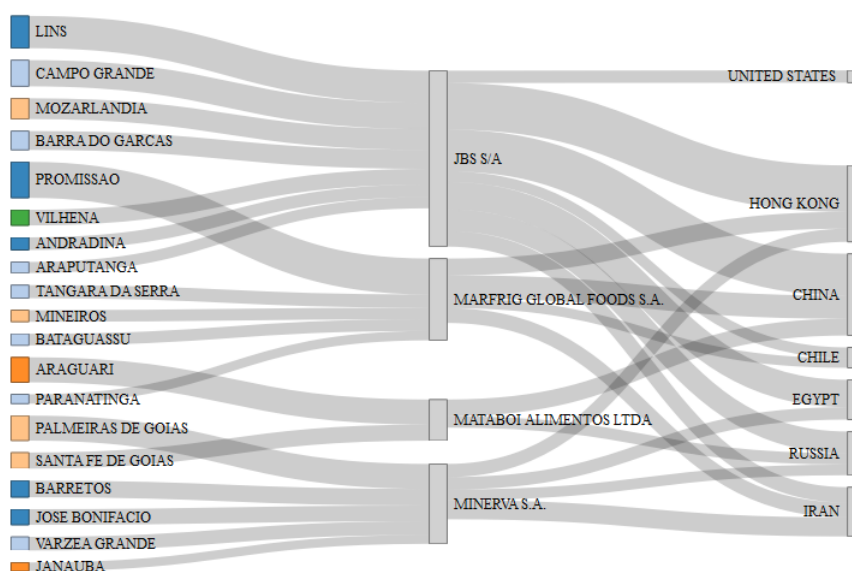 LINS
CAMPO GRANDE
MOZARLANDIA
BARRA DO GARCAS
PROMISSAO
VILHENA
ANDRADINA
ARAPUTANGA
TANGARA DA SERRA
MINEIROS
BATAGUASSU
ARAGUARI
PARANATINGA
PALMEIRAS DE GOIAS
SANTA FE DE GOIAS
BARRETOS
JOSE BONIFACIO
VARZEA GRANDE
JANAUBA
JBS S/A
MARFRIG GLOBAL FOODS S.A.
MATABOI ALIMENTOS LTDA
MINERVA S.A.
UNITED STATES
HONG KONG
CHINA
CHILE
EGYPT
RUSSIA
IRAN